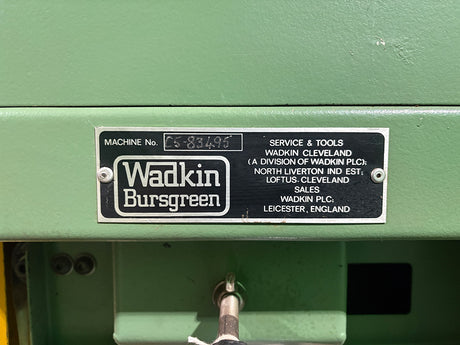 MACHINE No. C5-83495
Wadkin
Bursgreen
SERVICE & TOOLS
WADKIN CLEVELAND
(A DIVISION OF WADKIN PLC);
NORTH LIVERTON IND EST;
LOFTUS. CLEVELAND
SALES
WADKIN PLC;
LEICESTER, ENGLAND